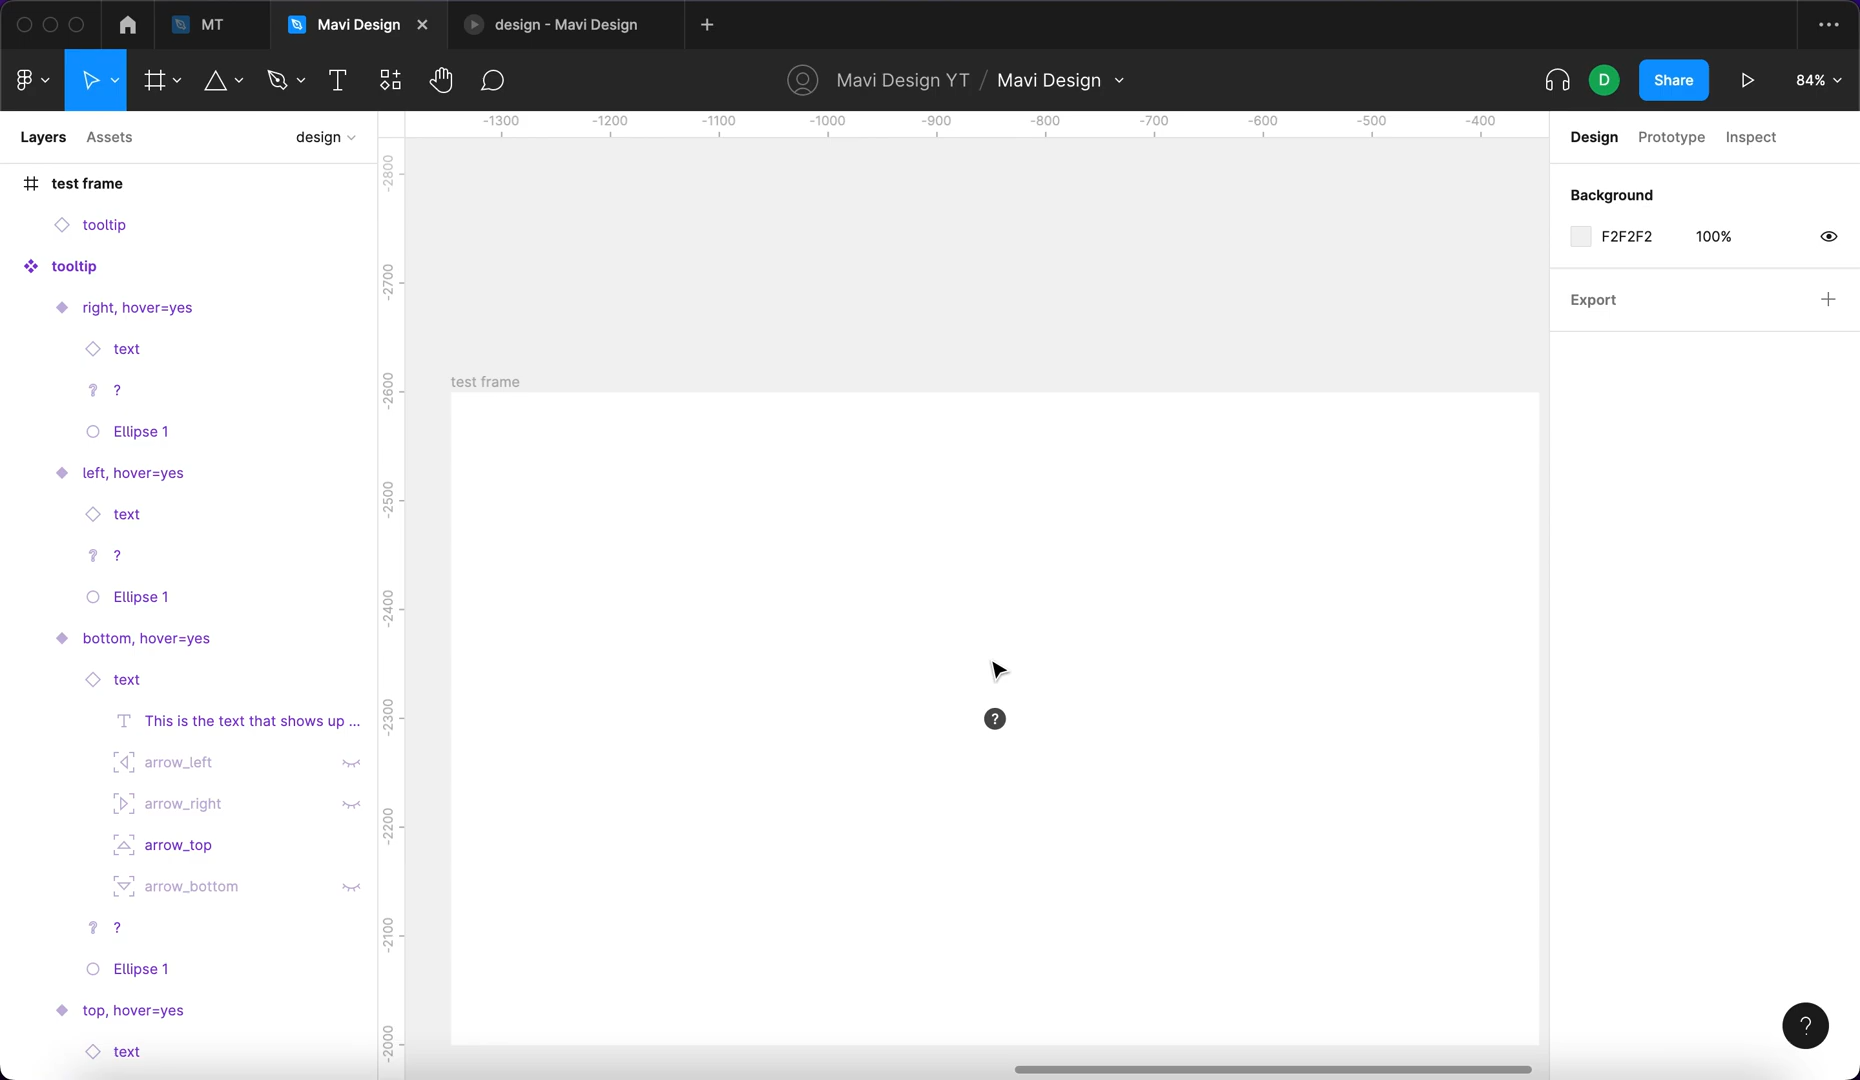 MT
Mavi Design
design - Mavi Design
Mavi Design YT / Mavi Design
D
Share
84%
Layers
Assets
design
test frame
tooltip
tooltip
right, hover=yes
text
?
Ellipse 1
left, hover=yes
text
?
Ellipse 1
bottom, hover=yes
text
This is the text that shows up ...
arrow_left
arrow_right
arrow_top
arrow_bottom
?
Ellipse 1
top, hover=yes
text
-1300
-1200
-1100
-1000
-900
-800
-700
-600
-500
-400
-2800
-2700
-2600
-2500
-2400
-2300
-2200
-2100
-2000
test frame
?
Design
Prototype
Inspect
Background
F2F2F2
100%
Export
?